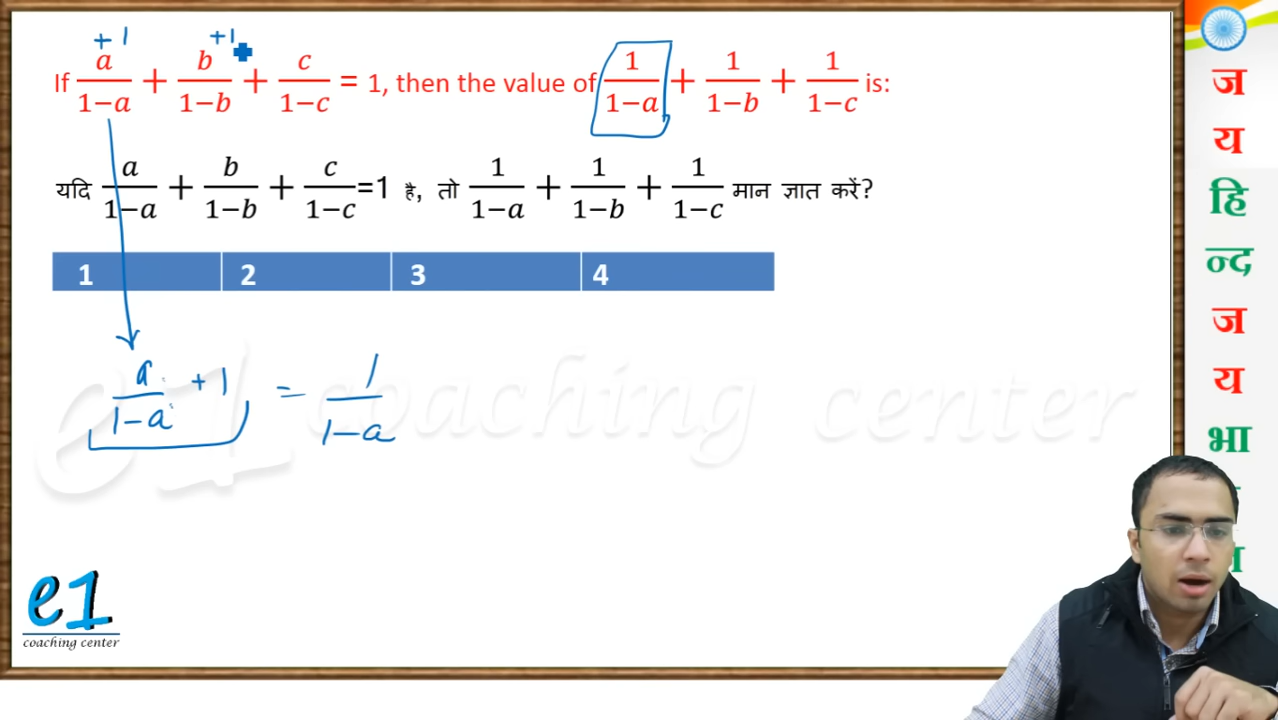 +1 +1
If a/(1−a) + b/(1−b) + c/(1−c) = 1, then the value of 1/(1−a) + 1/(1−b) + 1/(1−c) is:
यदि a/(1−a) + b/(1−b) + c/(1−c) =1 है, तो 1/(1−a) + 1/(1−b) + 1/(1−c) मान ज्ञात करें?
1 2 3 4
a/(1−a) + 1 = 1/(1−a)
e1 coaching center
e1
coaching center
ज
य
हि
न्द
ज
य
भा